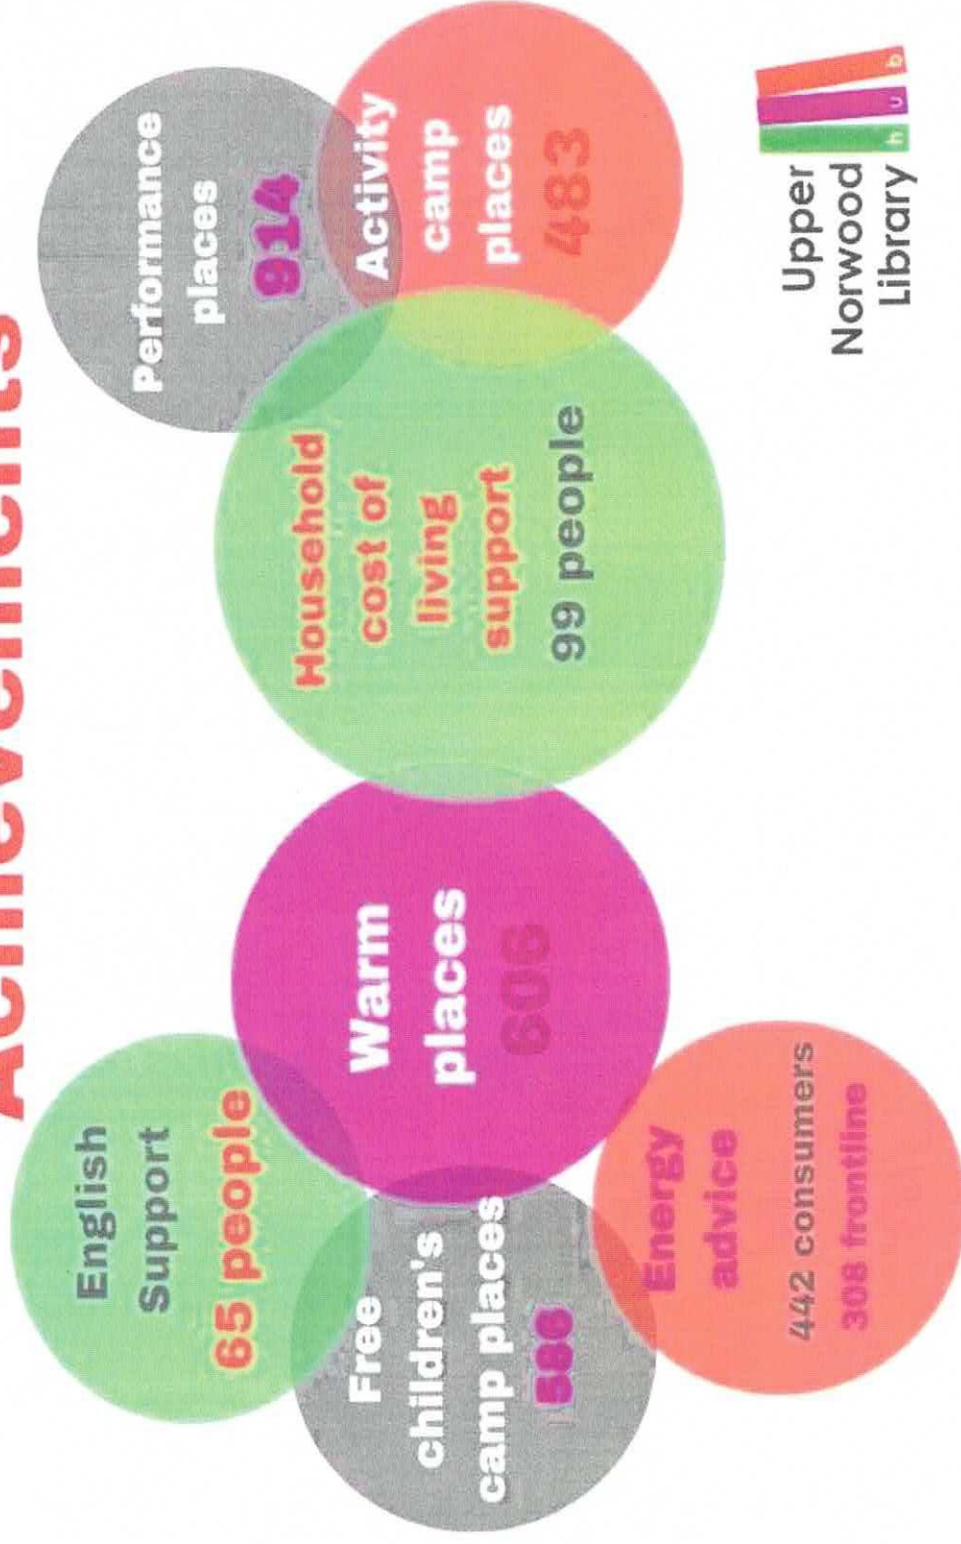 Achievements
English
Support
65 people
Free
children's
camp places
586
Energy
advice
442 consumers
308 frontline
Warm
places
606
Household
cost of
living
support
99 people
Performance
places
914
Activity
camp
places
483
Upper
Norwood
Library
h
u
b